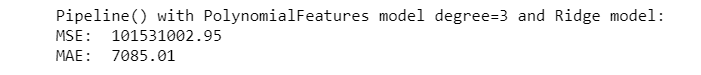 Pipeline() with PolynomialFeatures model degree=3 and Ridge model:
MSE:  101531002.95
MAE:  7085.01